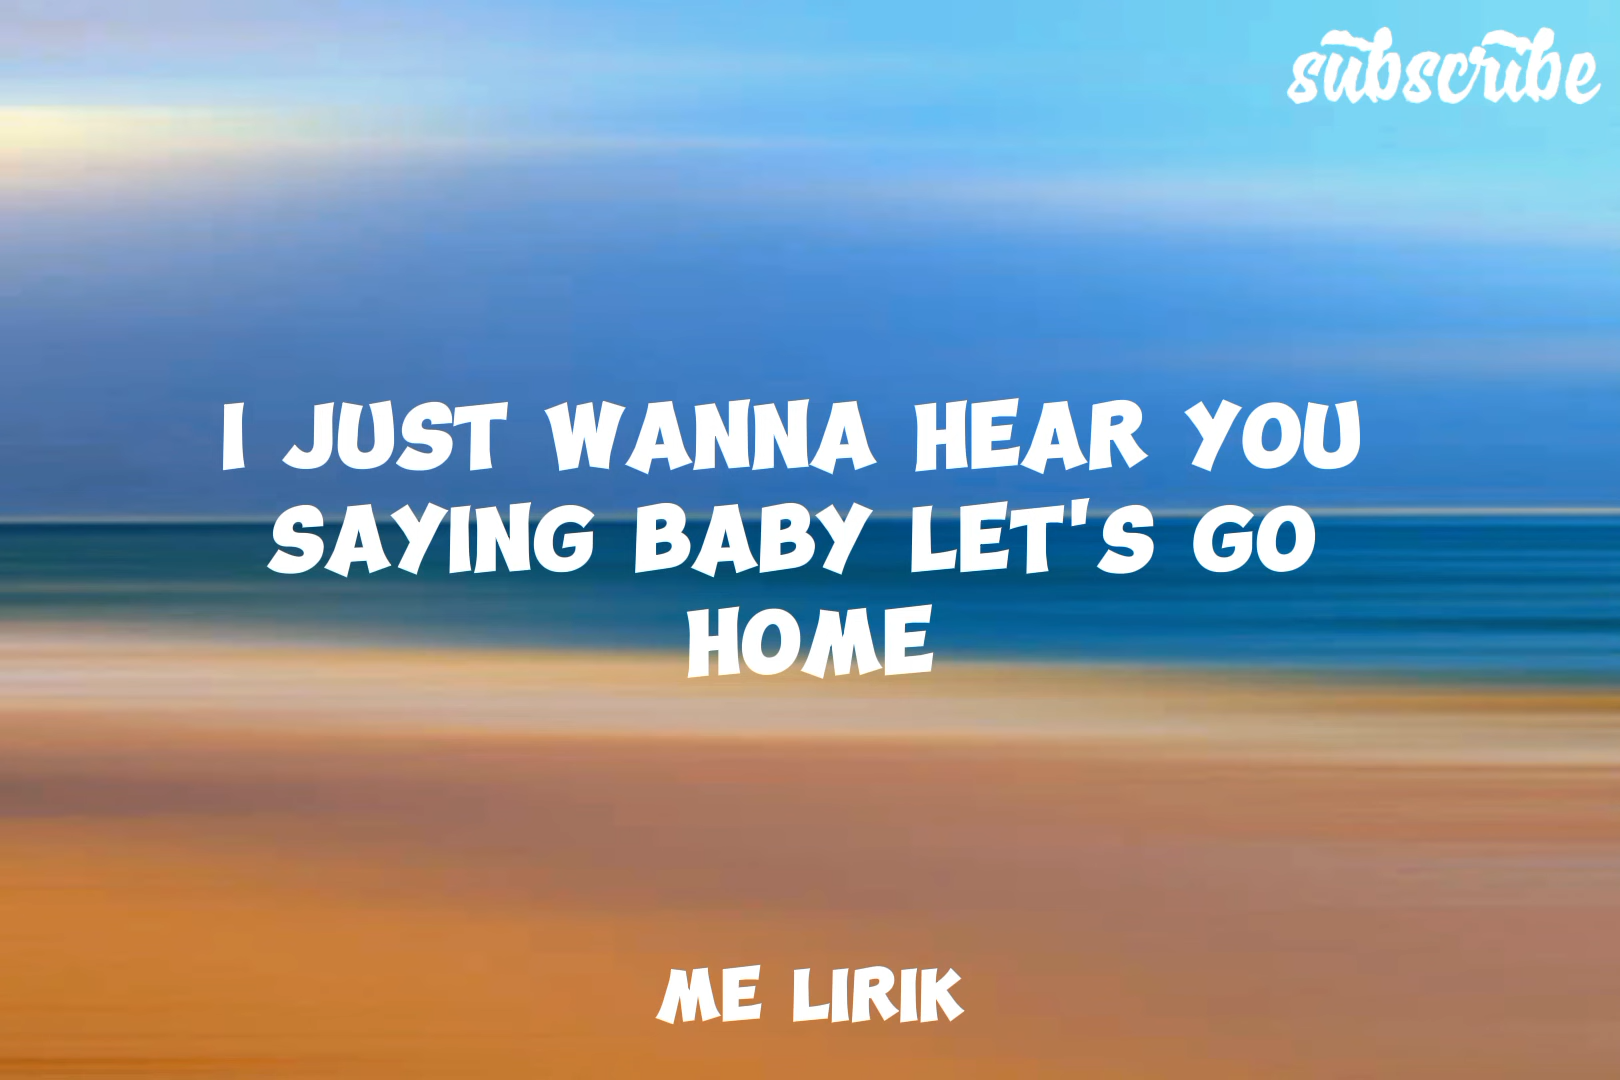 subscribe
I JUST WANNA HEAR YOU
SAYING BABY LET'S GO
HOME
ME LIRIK